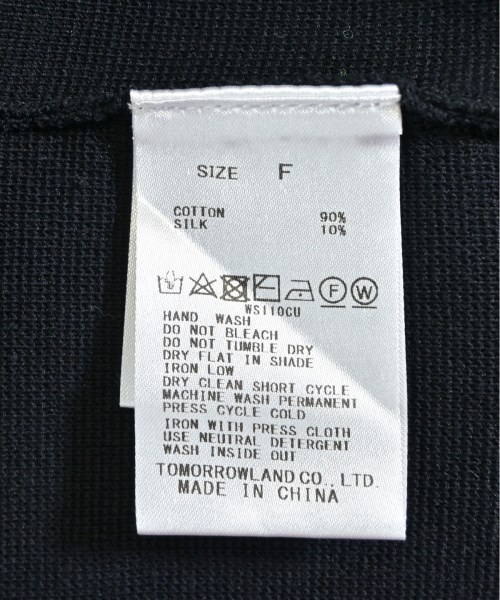 SIZE F
COTTON 90%
SILK 10%
F W
WS110CU
HAND WASH
DO NOT BLEACH
DO NOT TUMBLE DRY
DRY FLAT IN SHADE
IRON LOW
DRY CLEAN SHORT CYCLE
MACHINE WASH PERMANENT
PRESS CYCLE COLD
IRON WITH PRESS CLOTH
USE NEUTRAL DETERGENT
WASH INSIDE OUT
TOMORROWLAND CO., LTD.
MADE IN CHINA